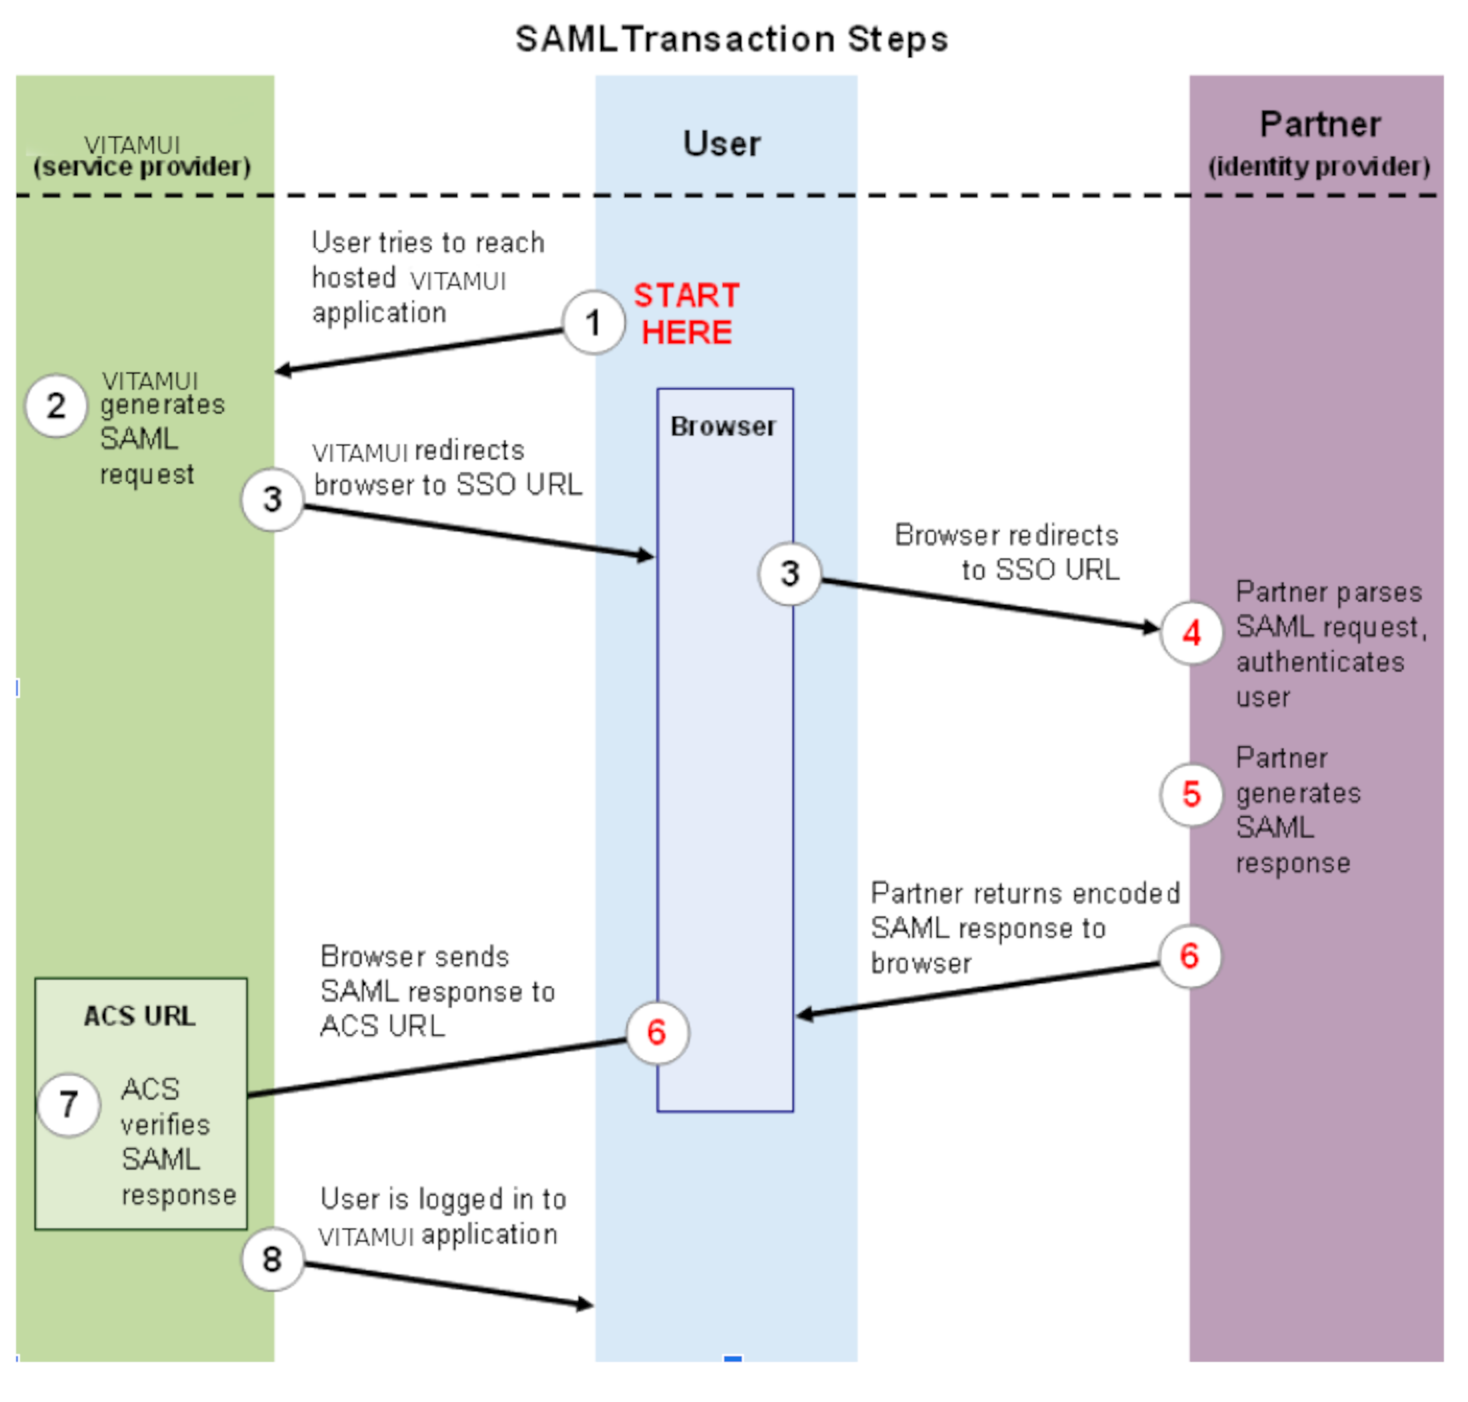 SAML Transaction Steps
VITAMUI
(service provider)
User
Partner
(identity provider)
User tries to reach
hosted VITAMUI
application
1
START
HERE
2
VITAMUI
generates
SAML
request
Browser
VITAMUI redirects
browser to SSO URL
3
3
Browser redirects
to SSO URL
4
Partner parses
SAML request,
authenticates
user
5
Partner
generates
SAML
response
Partner returns encoded
SAML response to
browser
6
Browser sends
SAML response to
ACS URL
6
ACS URL
7
ACS
verifies
SAML
response
User is logged in to
VITAMUI application
8